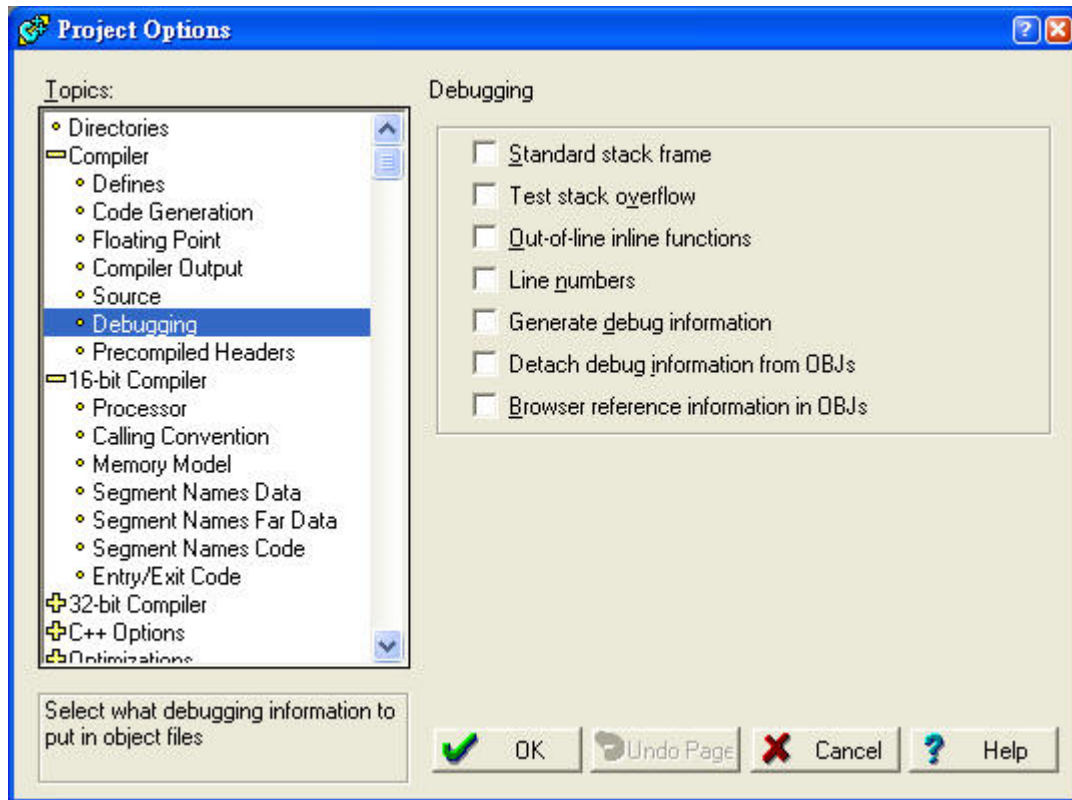 Project Options
Topics:
Directories
Compiler
Defines
Code Generation
Floating Point
Compiler Output
Source
Debugging
Precompiled Headers
16-bit Compiler
Processor
Calling Convention
Memory Model
Segment Names Data
Segment Names Far Data
Segment Names Code
Entry/Exit Code
32-bit Compiler
C++ Options
Optimizations
Select what debugging information to
put in object files
Debugging
Standard stack frame
Test stack overflow
Out-of-line inline functions
Line numbers
Generate debug information
Detach debug information from OBJs
Browser reference information in OBJs
OK
Undo Page
Cancel
Help